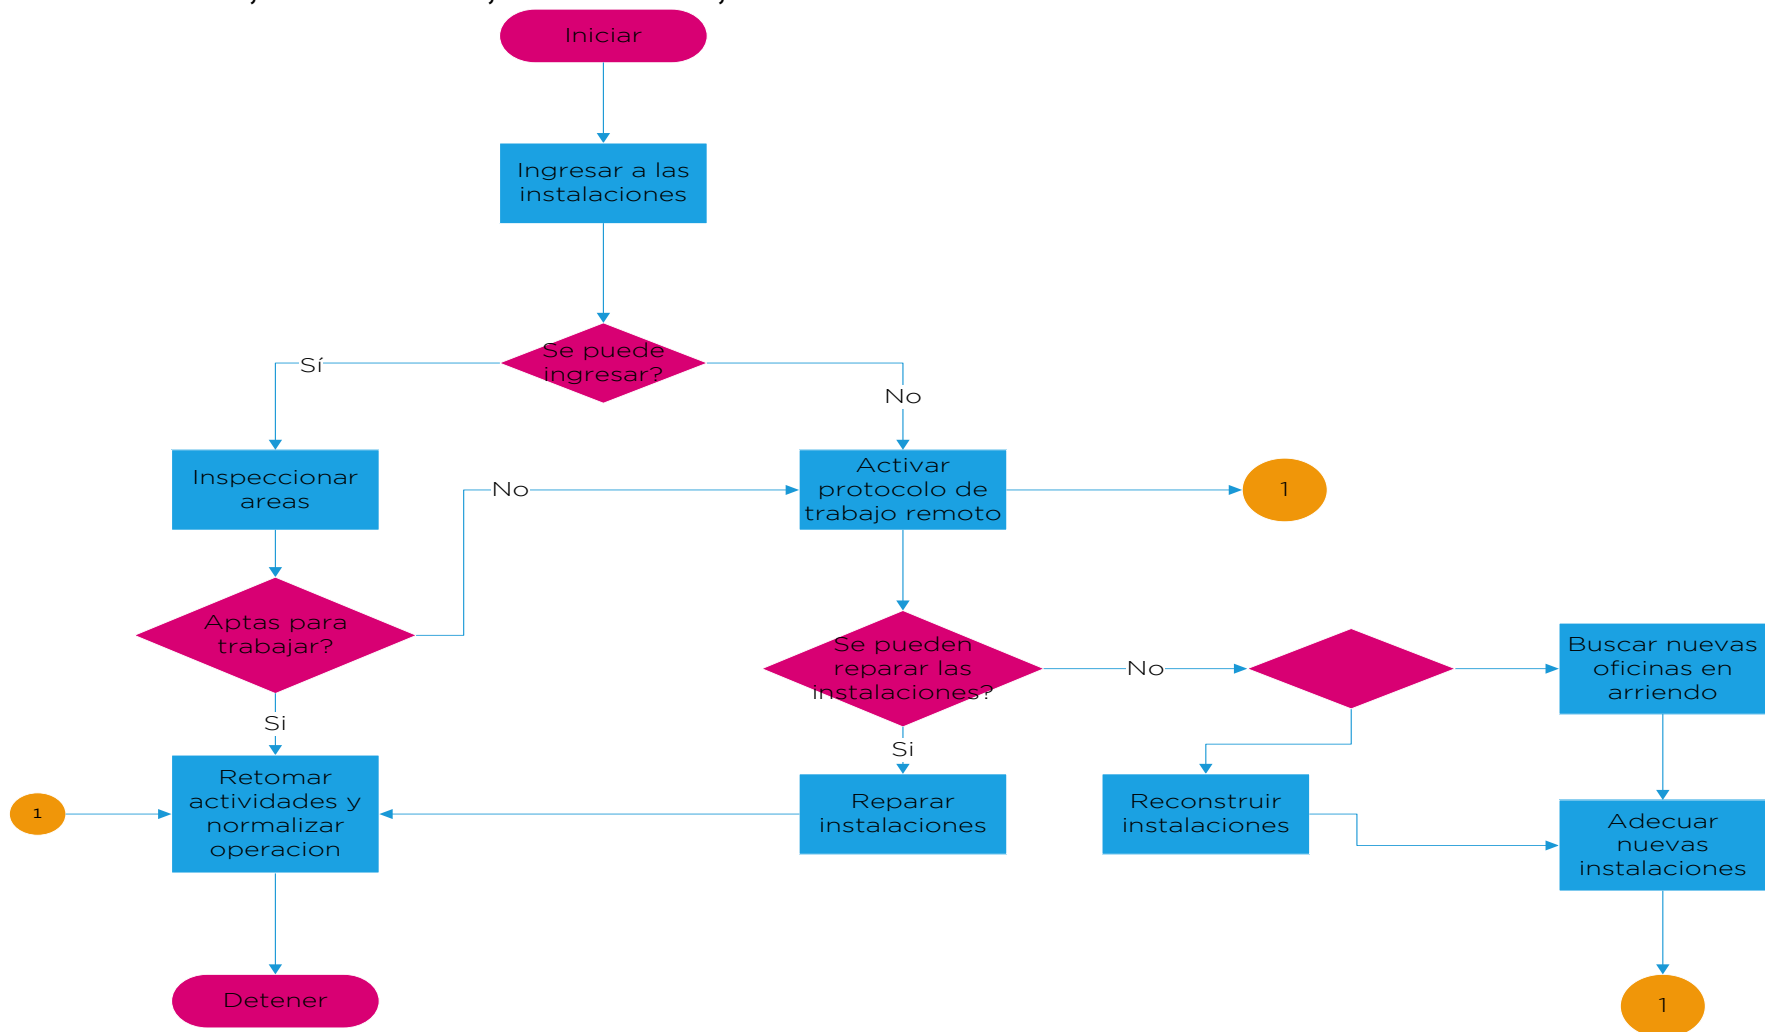 Iniciar
Ingresar a las
instalaciones
Se puede
ingresar?
Sí
No
Inspeccionar
areas
No
Activar
protocolo de
trabajo remoto
1
Aptas para
trabajar?
Se pueden
reparar las
instalaciones?
No
Buscar nuevas
oficinas en
arriendo
Si
Si
Retomar
actividades y
normalizar
operacion
1
Reparar
instalaciones
Reconstruir
instalaciones
Adecuar
nuevas
instalaciones
Detener
1